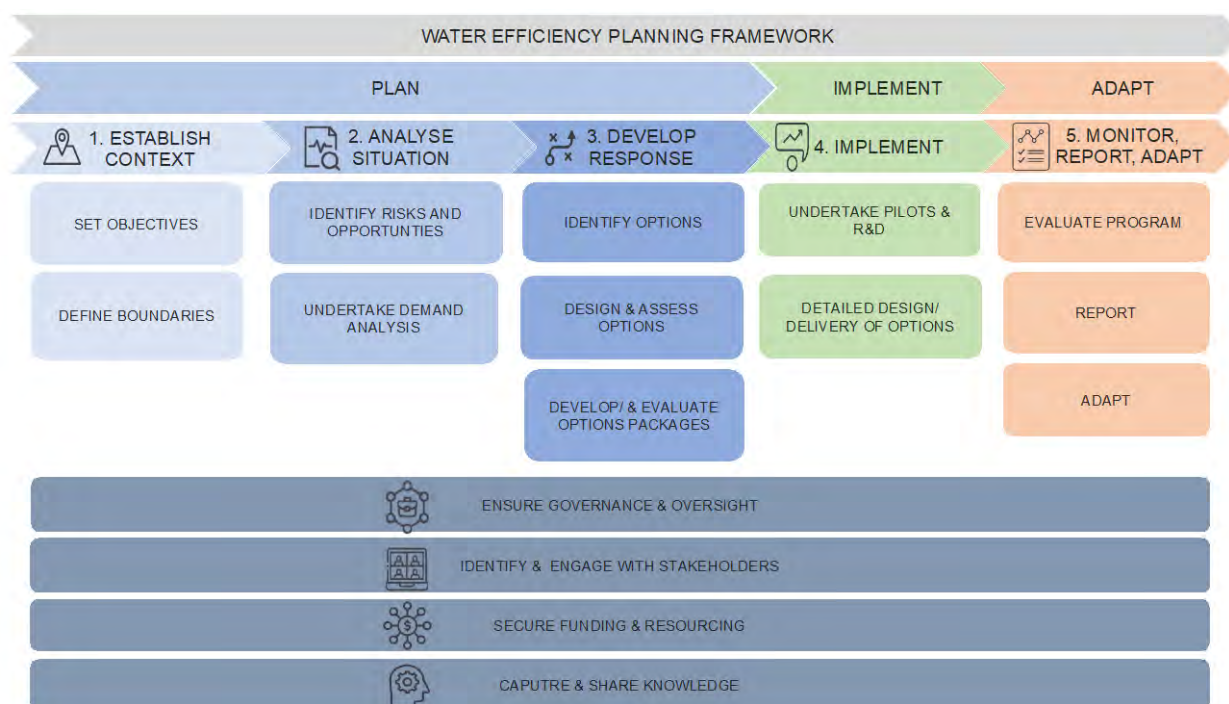 WATER EFFICIENCY PLANNING FRAMEWORK
PLAN
IMPLEMENT
ADAPT
1. ESTABLISH
CONTEXT
2. ANALYSE
SITUATION
3. DEVELOP
RESPONSE
4. IMPLEMENT
5. MONITOR,
REPORT, ADAPT
SET OBJECTIVES
DEFINE BOUNDARIES
IDENTIFY RISKS AND
OPPORTUNTIES
UNDERTAKE DEMAND
ANALYSIS
IDENTIFY OPTIONS
DESIGN & ASSESS
OPTIONS
DEVELOP/ & EVALUATE
OPTIONS PACKAGES
UNDERTAKE PILOTS &
R&D
DETAILED DESIGN/
DELIVERY OF OPTIONS
EVALUATE PROGRAM
REPORT
ADAPT
ENSURE GOVERNANCE & OVERSIGHT
IDENTIFY & ENGAGE WITH STAKEHOLDERS
SECURE FUNDING & RESOURCING
CAPUTRE & SHARE KNOWLEDGE